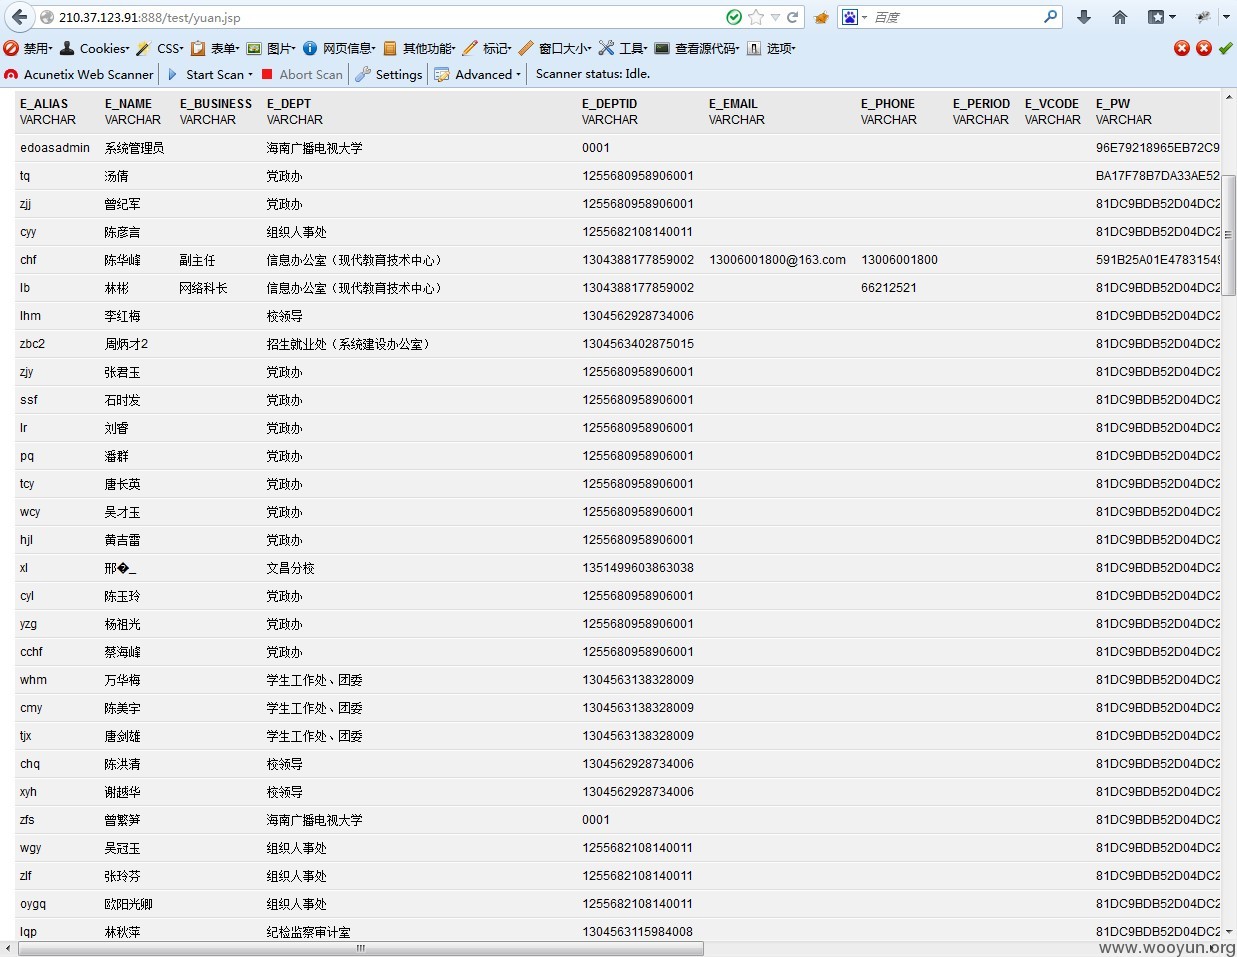 210.37.123.91:888/test/yuan.jsp 百度
禁用 Cookies CSS 表单 图片 网页信息 其他功能 标记 窗口大小 工具 查看源代码 选项
Acunetix Web Scanner Start Scan Abort Scan Settings Advanced Scanner status: Idle.
E_ALIAS E_NAME E_BUSINESS E_DEPT E_DEPTID E_EMAIL E_PHONE E_PERIOD E_VCODE E_PW
VARCHAR VARCHAR VARCHAR VARCHAR VARCHAR VARCHAR VARCHAR VARCHAR VARCHAR VARCHAR
edoasadmin 系统管理员 海南广播电视大学 0001 96E79218965EB72C9
tq 汤倩 党政办 1255680958906001 BA17F78B7DA33AE52
zjj 曾纪军 党政办 1255680958906001 81DC9BDB52D04DC2
cyy 陈彦言 组织人事处 1255682108140011 81DC9BDB52D04DC2
chf 陈华峰 副主任 信息办公室（现代教育技术中心） 1304388177859002 13006001800@163.com 13006001800 591B25A01E47831549
lb 林彬 网络科长 信息办公室（现代教育技术中心） 1304388177859002 66212521 81DC9BDB52D04DC2
lhm 李红梅 校领导 1304562928734006 81DC9BDB52D04DC2
zbc2 周炳才2 招生就业处（系统建设办公室） 1304563402875015 81DC9BDB52D04DC2
zjy 张君玉 党政办 1255680958906001 81DC9BDB52D04DC2
ssf 石时发 党政办 1255680958906001 81DC9BDB52D04DC2
lr 刘睿 党政办 1255680958906001 81DC9BDB52D04DC2
pq 潘群 党政办 1255680958906001 81DC9BDB52D04DC2
tcy 唐长英 党政办 1255680958906001 81DC9BDB52D04DC2
wcy 吴才玉 党政办 1255680958906001 81DC9BDB52D04DC2
hjl 黄吉雷 党政办 1255680958906001 81DC9BDB52D04DC2
xl 邢�_ 文昌分校 1351499603863038 81DC9BDB52D04DC2
cyl 陈玉玲 党政办 1255680958906001 81DC9BDB52D04DC2
yzg 杨祖光 党政办 1255680958906001 81DC9BDB52D04DC2
cchf 蔡海峰 党政办 1255680958906001 81DC9BDB52D04DC2
whm 万华梅 学生工作处、团委 1304563138328009 81DC9BDB52D04DC2
cmy 陈美宇 学生工作处、团委 1304563138328009 81DC9BDB52D04DC2
tjx 唐剑雄 学生工作处、团委 1304563138328009 81DC9BDB52D04DC2
chq 陈洪清 校领导 1304562928734006 81DC9BDB52D04DC2
xyh 谢越华 校领导 1304562928734006 81DC9BDB52D04DC2
zfs 曾繁笋 海南广播电视大学 0001 81DC9BDB52D04DC2
wgy 吴冠玉 组织人事处 1255682108140011 81DC9BDB52D04DC2
zlf 张玲芬 组织人事处 1255682108140011 81DC9BDB52D04DC2
oygq 欧阳光卿 组织人事处 1255682108140011 81DC9BDB52D04DC2
lqp 林秋萍 纪检监察审计室 1304563115984008 81DC9BDB52D04DC2
www.wooyun.org